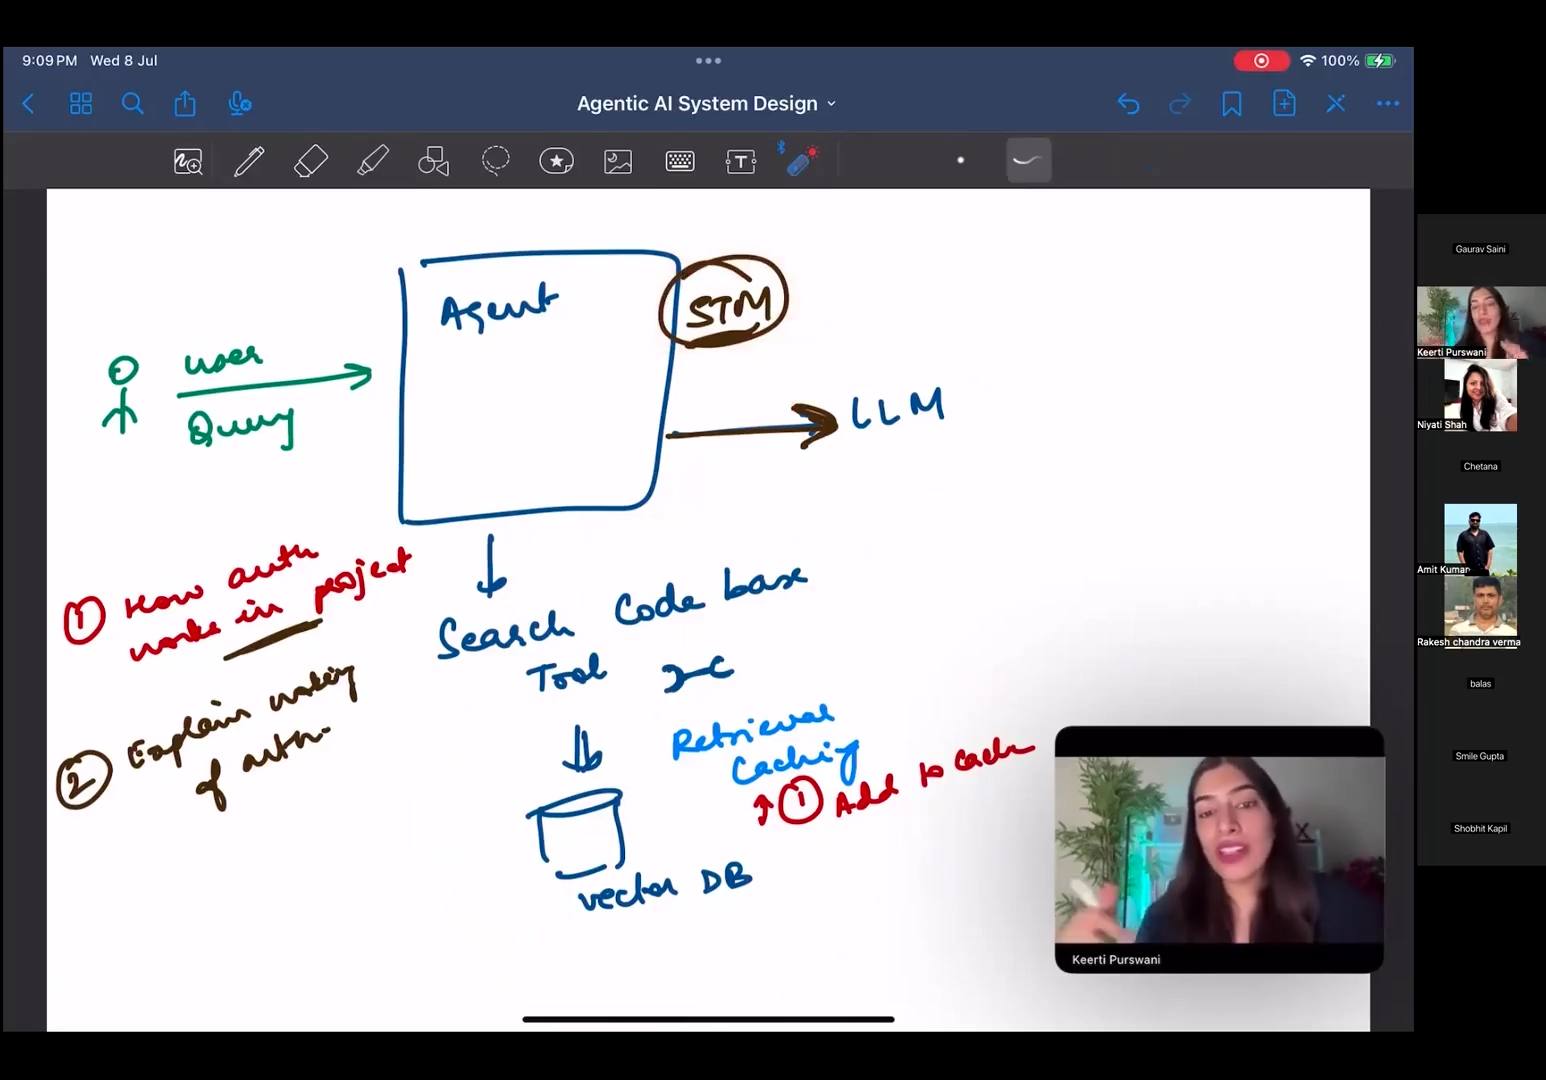 9:09 PM Wed 8 Jul
100%
Agentic AI System Design
T
Agent
STM
user
Query
LLM
① How auth
works in project
② Explain working
of auth.
Search Code base
Tool
Retrieval
Caching
① Add to cache
vector DB
Keerti Purswani
Gaurav Saini
Keerti Purswani
Niyati Shah
Chetana
Amit Kumar
Rakesh chandra verma
balas
Smile Gupta
Shobhit Kapil